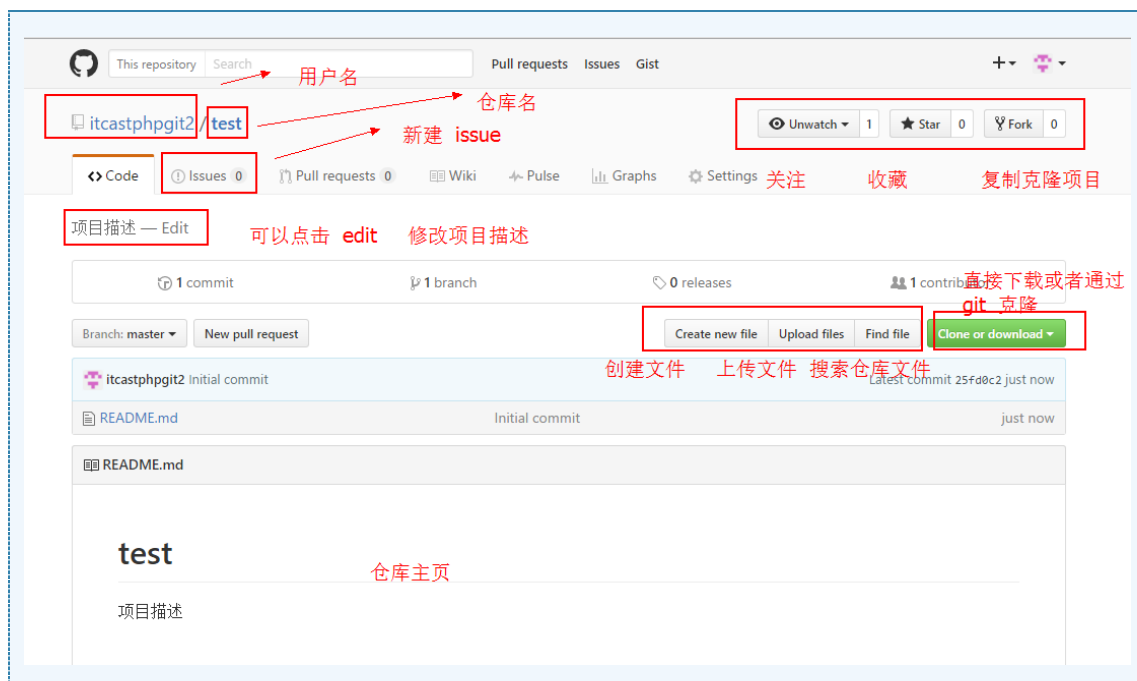 This repository Search Pull requests Issues Gist
用户名
仓库名
itcastphpgit2 / test
Unwatch 1 Star 0 Fork 0
新建 issue
Code Issues 0 Pull requests 0 Wiki Pulse Graphs Settings
关注 收藏 复制克隆项目
项目描述 — Edit
可以点击 edit 修改项目描述
1 commit 1 branch 0 releases 1 contributor
直接下载或者通过
git 克隆
Branch: master New pull request Create new file Upload files Find file Clone or download
创建文件 上传文件 搜索仓库文件
itcastphpgit2 Initial commit Latest commit 25fd0c2 just now
README.md Initial commit just now
README.md
test
仓库主页
项目描述